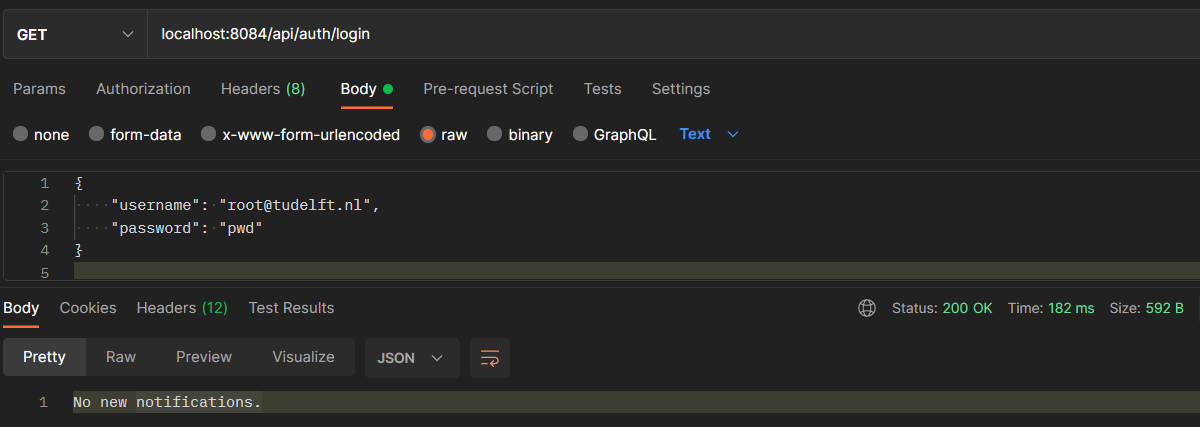 GET localhost:8084/api/auth/login
Params Authorization Headers (8) Body Pre-request Script Tests Settings
none form-data x-www-form-urlencoded raw binary GraphQL Text
1 {
2 "username": "root@tudelft.nl",
3 "password": "pwd"
4 }
5
Body Cookies Headers (12) Test Results Status: 200 OK Time: 182 ms Size: 592 B
Pretty Raw Preview Visualize JSON
1 No new notifications.